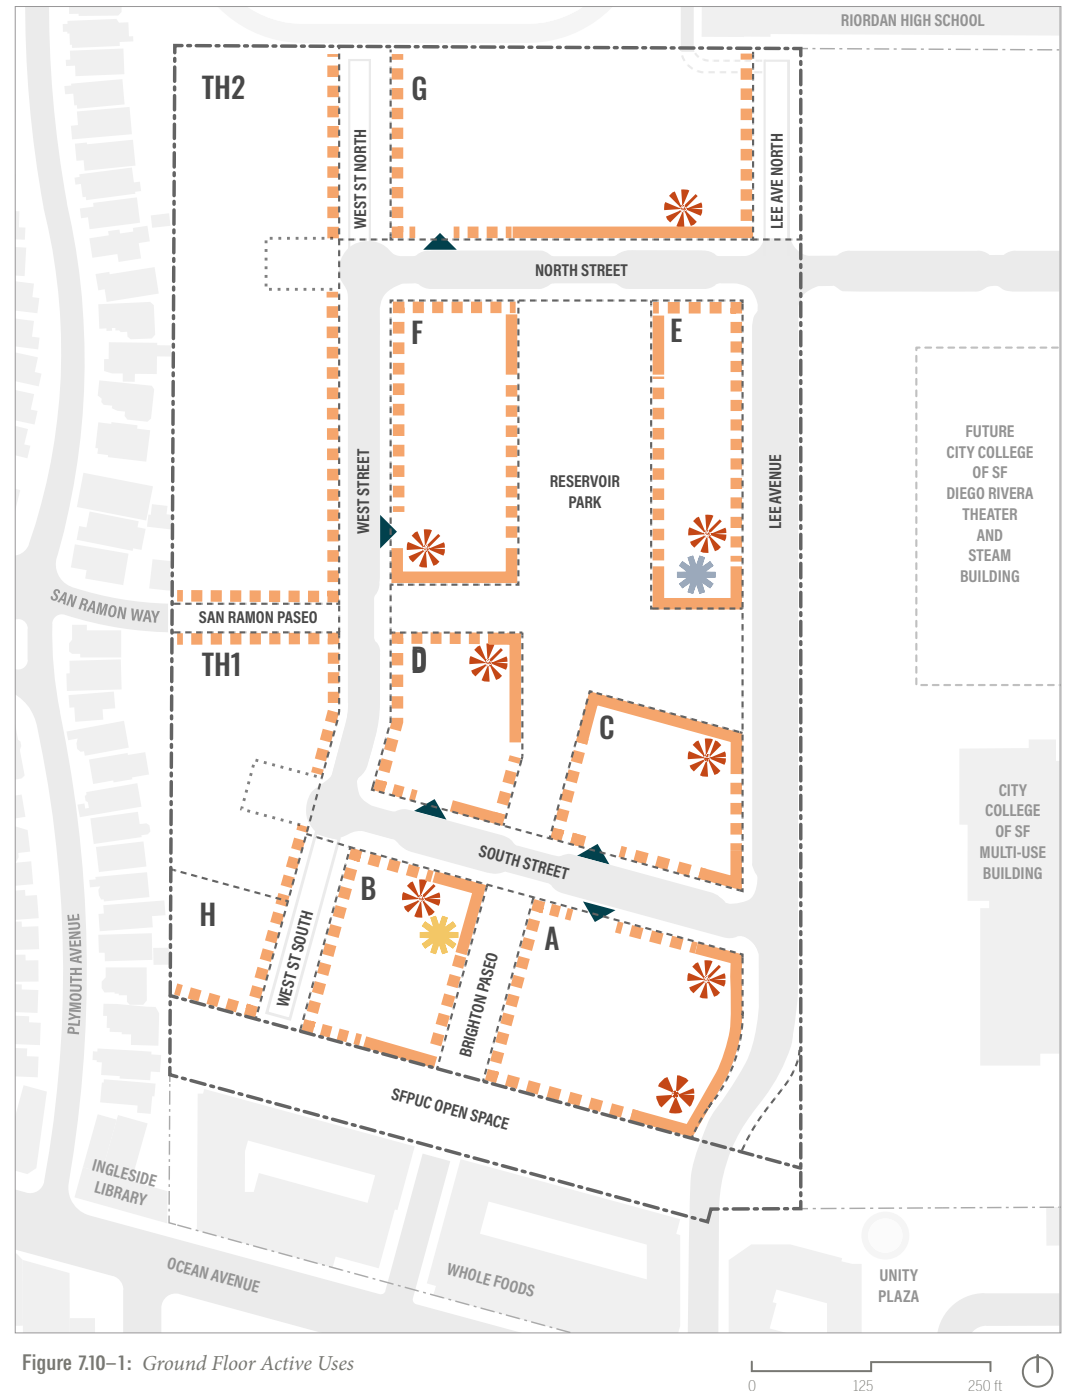 RIORDAN HIGH SCHOOL
TH2
G
WEST ST NORTH
LEE AVE NORTH
NORTH STREET
F
E
WEST STREET
RESERVOIR
PARK
LEE AVENUE
FUTURE
CITY COLLEGE
OF SF
DIEGO RIVERA
THEATER
AND
STEAM
BUILDING
SAN RAMON WAY
SAN RAMON PASEO
TH1
D
C
CITY
COLLEGE
OF SF
MULTI-USE
BUILDING
SOUTH STREET
B
H
A
WEST ST SOUTH
BRIGHTON PASEO
PLYMOUTH AVENUE
SFPUC OPEN SPACE
INGLESIDE
LIBRARY
OCEAN AVENUE
WHOLE FOODS
UNITY
PLAZA
Figure 7.10–1: Ground Floor Active Uses
0 125 250 ft